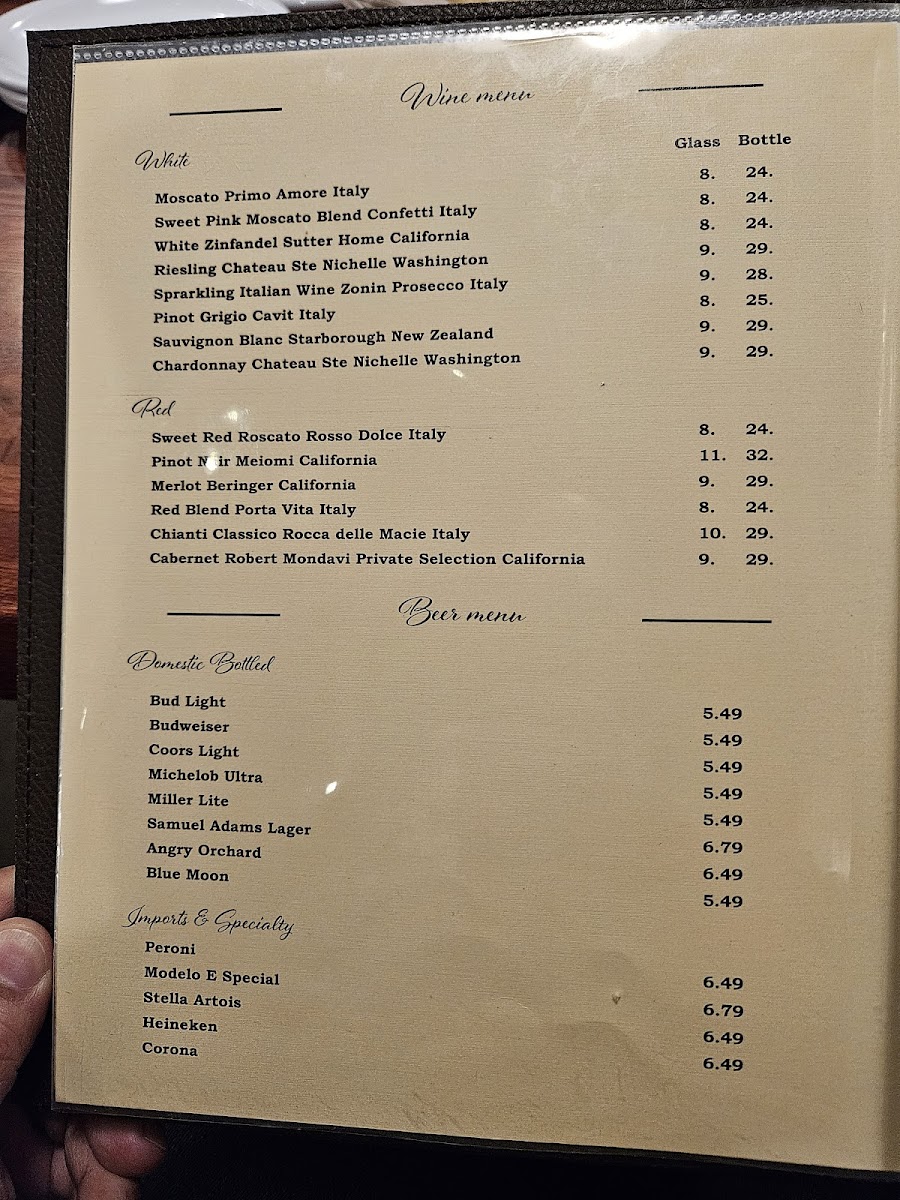 Wine menu
Glass Bottle
White
Moscato Primo Amore Italy 8. 24.
Sweet Pink Moscato Blend Confetti Italy 8. 24.
White Zinfandel Sutter Home California 8. 24.
Riesling Chateau Ste Nichelle Washington 9. 29.
Sprarkling Italian Wine Zonin Prosecco Italy 9. 28.
Pinot Grigio Cavit Italy 8. 25.
Sauvignon Blanc Starborough New Zealand 9. 29.
Chardonnay Chateau Ste Nichelle Washington 9. 29.
Red
Sweet Red Roscato Rosso Dolce Italy 8. 24.
Pinot Noir Meiomi California 11. 32.
Merlot Beringer California 9. 29.
Red Blend Porta Vita Italy 8. 24.
Chianti Classico Rocca delle Macie Italy 10. 29.
Cabernet Robert Mondavi Private Selection California 9. 29.
Beer menu
Domestic Bottled
Bud Light 5.49
Budweiser 5.49
Coors Light 5.49
Michelob Ultra 5.49
Miller Lite 5.49
Samuel Adams Lager 6.79
Angry Orchard 6.49
Blue Moon 5.49
Imports & Specialty
Peroni
Modelo E Special 6.49
Stella Artois 6.79
Heineken 6.49
Corona 6.49